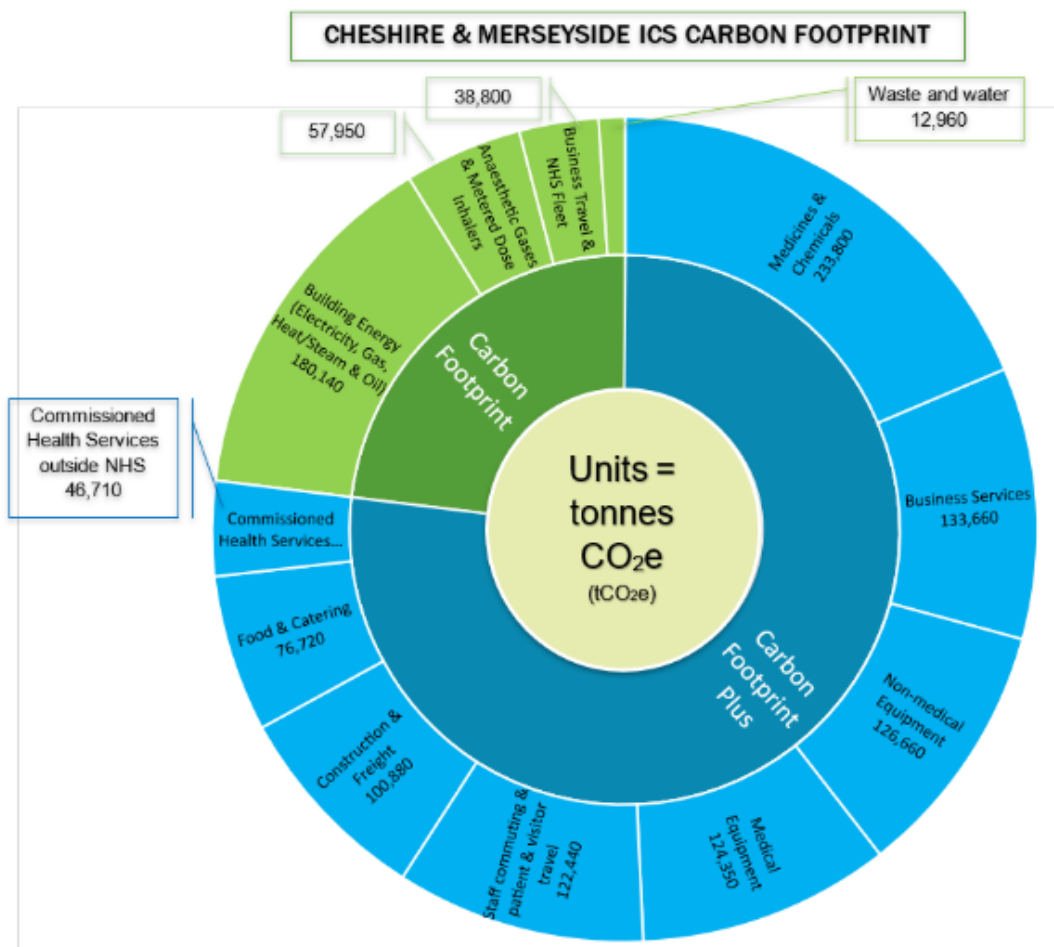 CHESHIRE & MERSEYSIDE ICS CARBON FOOTPRINT
38,800
Waste and water
12,960
57,950
Anaesthetic Gases
& Metered Dose
Inhalers
Business Travel &
NHS Fleet
Medicines &
Chemicals
233,800
Building Energy
(Electricity, Gas,
Heat/Steam & Oil)
180,140
Carbon
Footprint
Commissioned
Health Services
outside NHS
46,710
Units =
tonnes
CO₂e
(tCO₂e)
Business Services
133,660
Commissioned
Health Services...
Food & Catering
76,720
Carbon
Footprint
Plus
Non-medical
Equipment
126,660
Construction &
Freight
100,880
Staff commuting &
patient & visitor
travel
122,440
Medical
Equipment
124,350